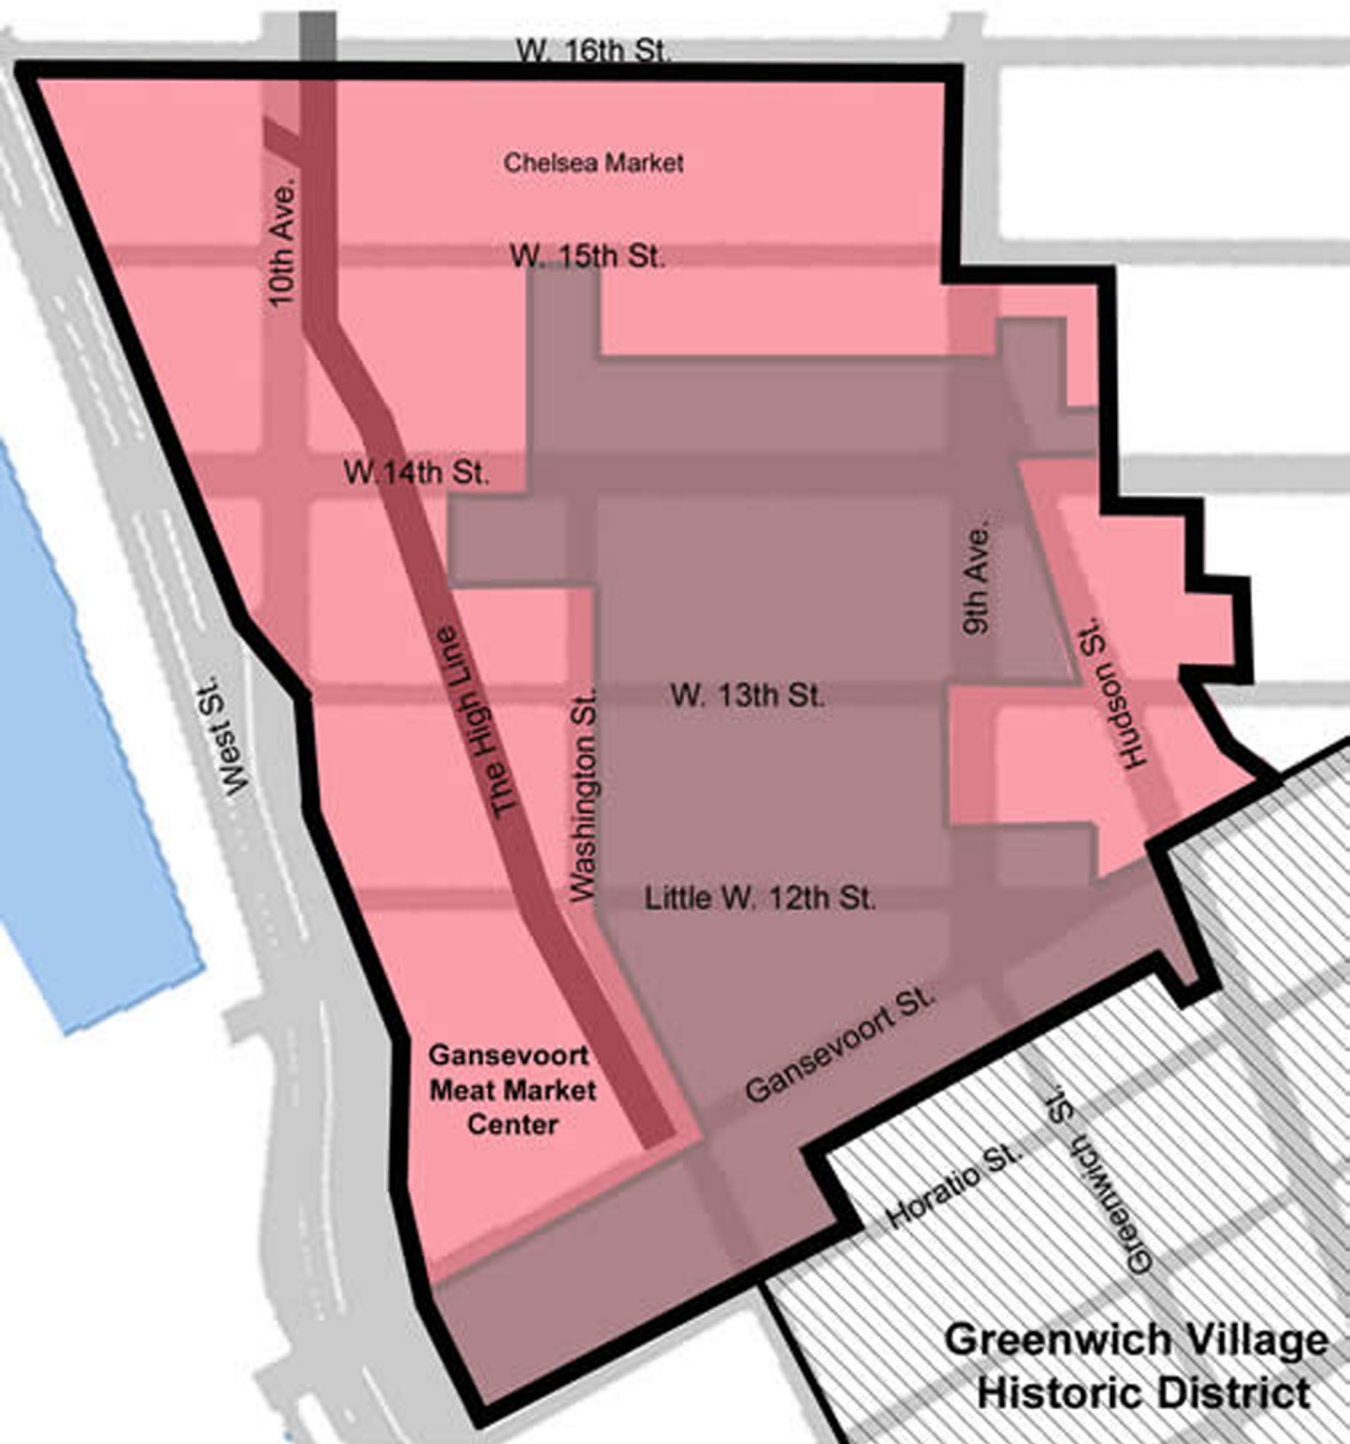 W. 16th St.
Chelsea Market
10th Ave.
W. 15th St.
W.14th St.
9th Ave.
The High Line
Washington St.
W. 13th St.
Hudson St.
West St.
Little W. 12th St.
Gansevoort St.
Gansevoort
Meat Market
Center
Horatio St.
Greenwich St.
Greenwich Village
Historic District